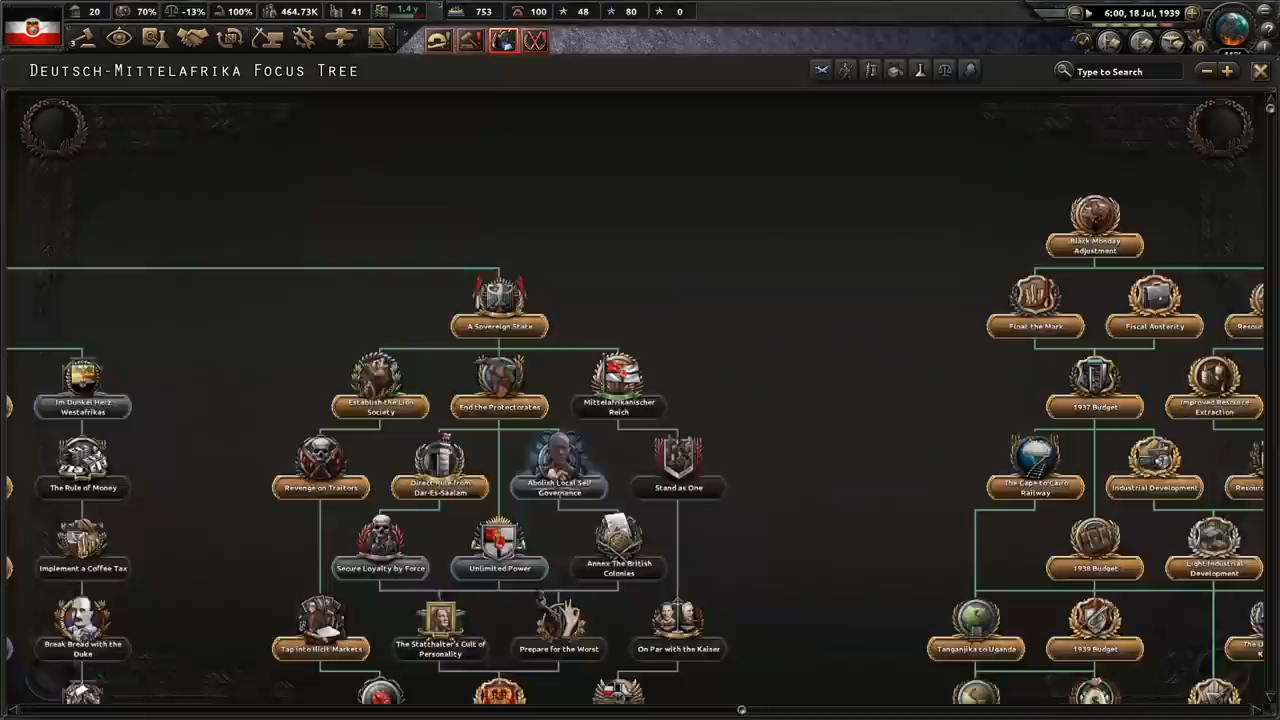 20 70% -13% 100% 464.73K 41 1.4 y 753 100 48 80 0 6:00, 18 Jul, 1939
3
DEUTSCH-MITTELAFRIKA FOCUS TREE
Type to Search
Black Monday
Adjustment
A Sovereign State
Float the Mark
Fiscal Austerity
Im Dunkel Herz
Westafrikas
Establish the Lion
Society
End the Protectorates
Mittelafrikanischer
Reich
1937 Budget
Improved Resource
Extraction
The Rule of Money
Revenge on Traitors
Direct Rule from
Dar-Es-Salaam
Abolish Local Self
Governance
Stand as One
The Cape to Cairo
Railway
Industrial Development
Implement a Coffee Tax
Secure Loyalty by Force
Unlimited Power
Annex The British
Colonies
1938 Budget
Light Industrial
Development
Break Bread with the
Duke
Tap into Illicit Markets
The Statthalter's Cult of
Personality
Prepare for the Worst
On Par with the Kaiser
Tanganjika to Uganda
1939 Budget